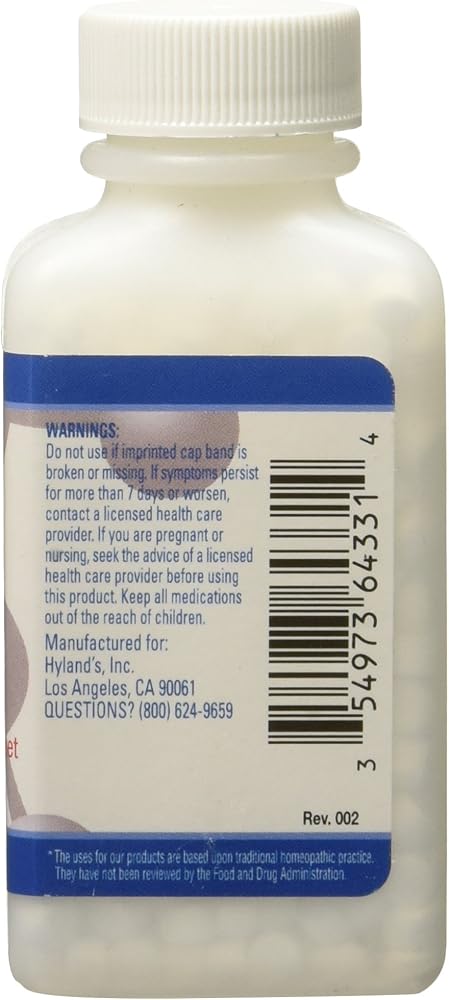 WARNINGS:
Do not use if imprinted cap band is
broken or missing. If symptoms persist
for more than 7 days or worsen,
contact a licensed health care
provider. If you are pregnant or
nursing, seek the advice of a licensed
health care provider before using
this product. Keep all medications
out of the reach of children.
Manufactured for:
Hyland's, Inc.
Los Angeles, CA 90061
QUESTIONS? (800) 624-9659
et
3 54973 64331 4
Rev. 002
*The uses for our products are based upon traditional homeopathic practice.
They have not been reviewed by the Food and Drug Administration.